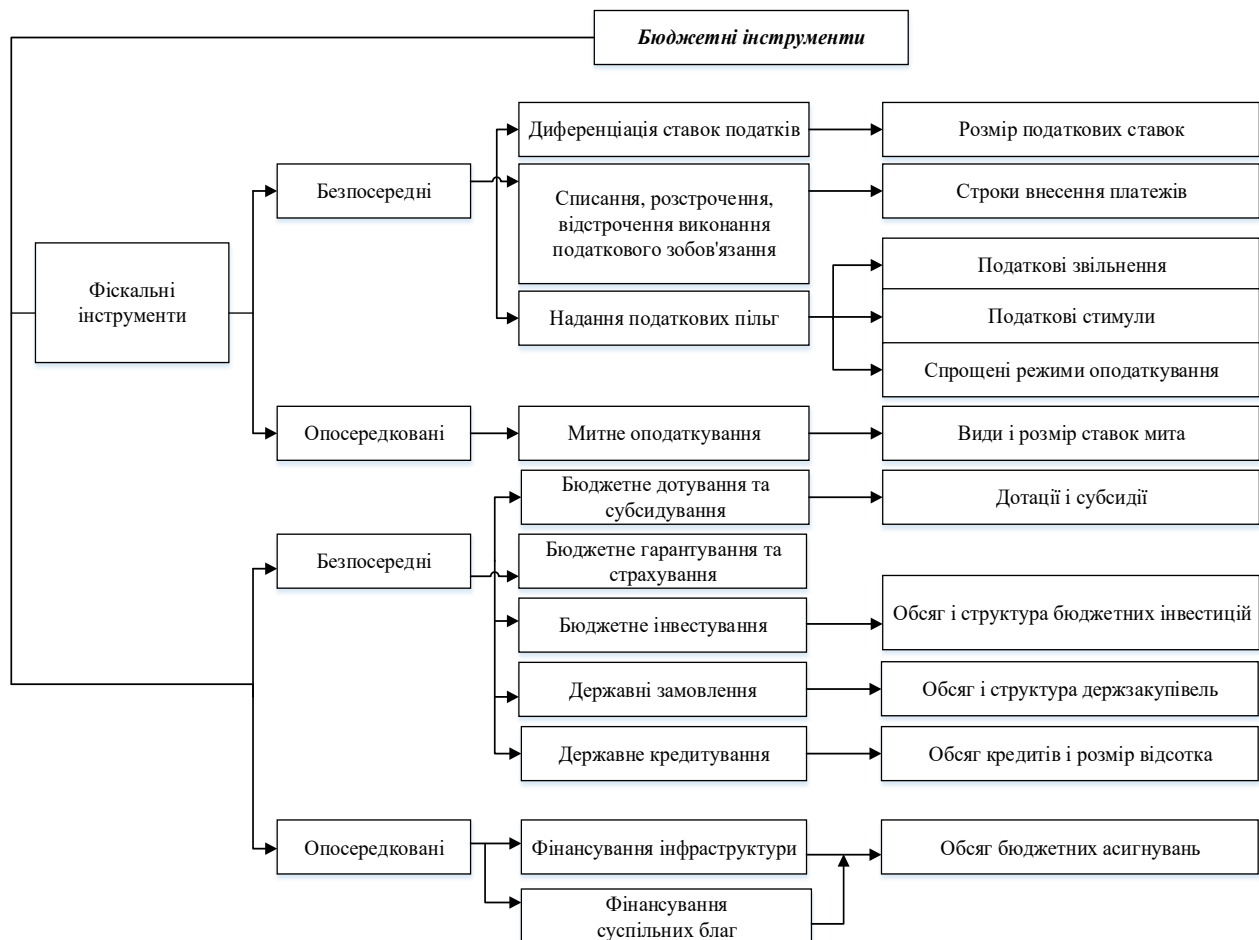 Бюджетні інструменти
Диференціація ставок податків
Розмір податкових ставок
Безпосередні
Списання, розстрочення,
відстрочення виконання
податкового зобов'язання
Строки внесення платежів
Фіскальні
інструменти
Надання податкових пільг
Податкові звільнення
Податкові стимули
Спрощені режими оподаткування
Опосередковані
Митне оподаткування
Види і розмір ставок мита
Безпосередні
Бюджетне дотування та
субсидування
Дотації і субсидії
Бюджетне гарантування та
страхування
Бюджетне інвестування
Обсяг і структура бюджетних інвестицій
Державні замовлення
Обсяг і структура держзакупівель
Державне кредитування
Обсяг кредитів і розмір відсотка
Опосередковані
Фінансування інфраструктури
Обсяг бюджетних асигнувань
Фінансування
суспільних благ